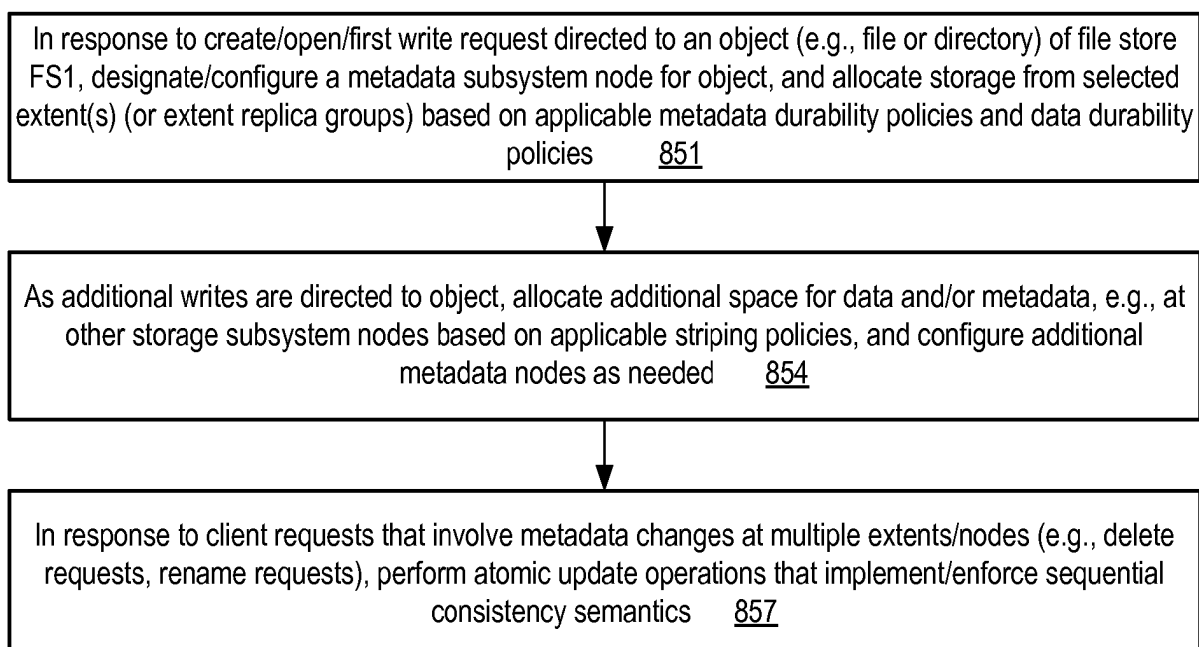 In response to create/open/first write request directed to an object (e.g., file or directory) of file store
FS1, designate/configure a metadata subsystem node for object, and allocate storage from selected
extent(s) (or extent replica groups) based on applicable metadata durability policies and data durability
policies 851
As additional writes are directed to object, allocate additional space for data and/or metadata, e.g., at
other storage subsystem nodes based on applicable striping policies, and configure additional
metadata nodes as needed 854
In response to client requests that involve metadata changes at multiple extents/nodes (e.g., delete
requests, rename requests), perform atomic update operations that implement/enforce sequential
consistency semantics 857